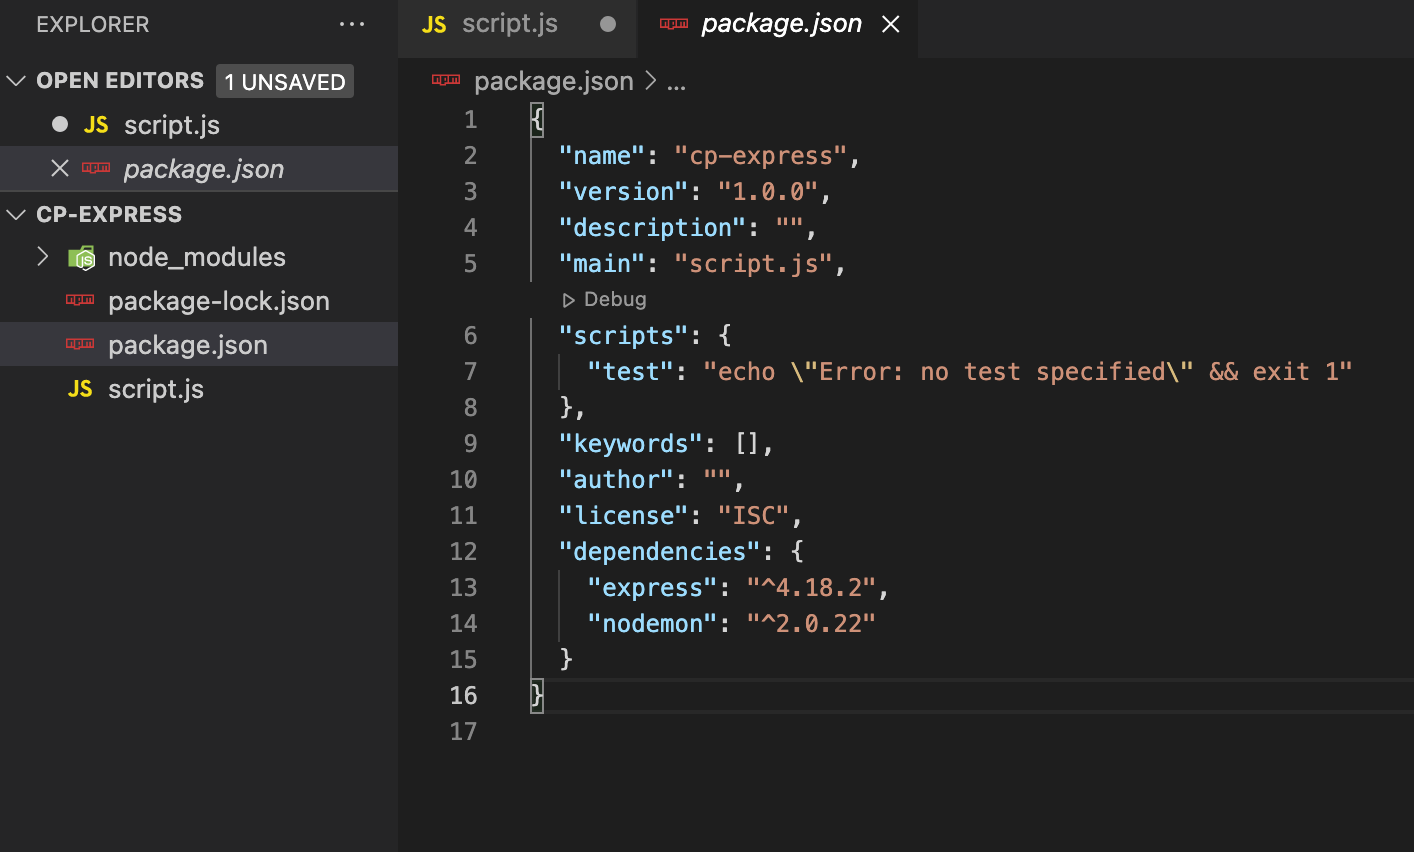 EXPLORER ...
OPEN EDITORS 1 UNSAVED
JS script.js
package.json
CP-EXPRESS
node_modules
package-lock.json
package.json
JS script.js
JS script.js package.json
package.json > ...
1 {
2 "name": "cp-express",
3 "version": "1.0.0",
4 "description": "",
5 "main": "script.js",
Debug
6 "scripts": {
7 "test": "echo \"Error: no test specified\" && exit 1"
8 },
9 "keywords": [],
10 "author": "",
11 "license": "ISC",
12 "dependencies": {
13 "express": "^4.18.2",
14 "nodemon": "^2.0.22"
15 }
16 }
17